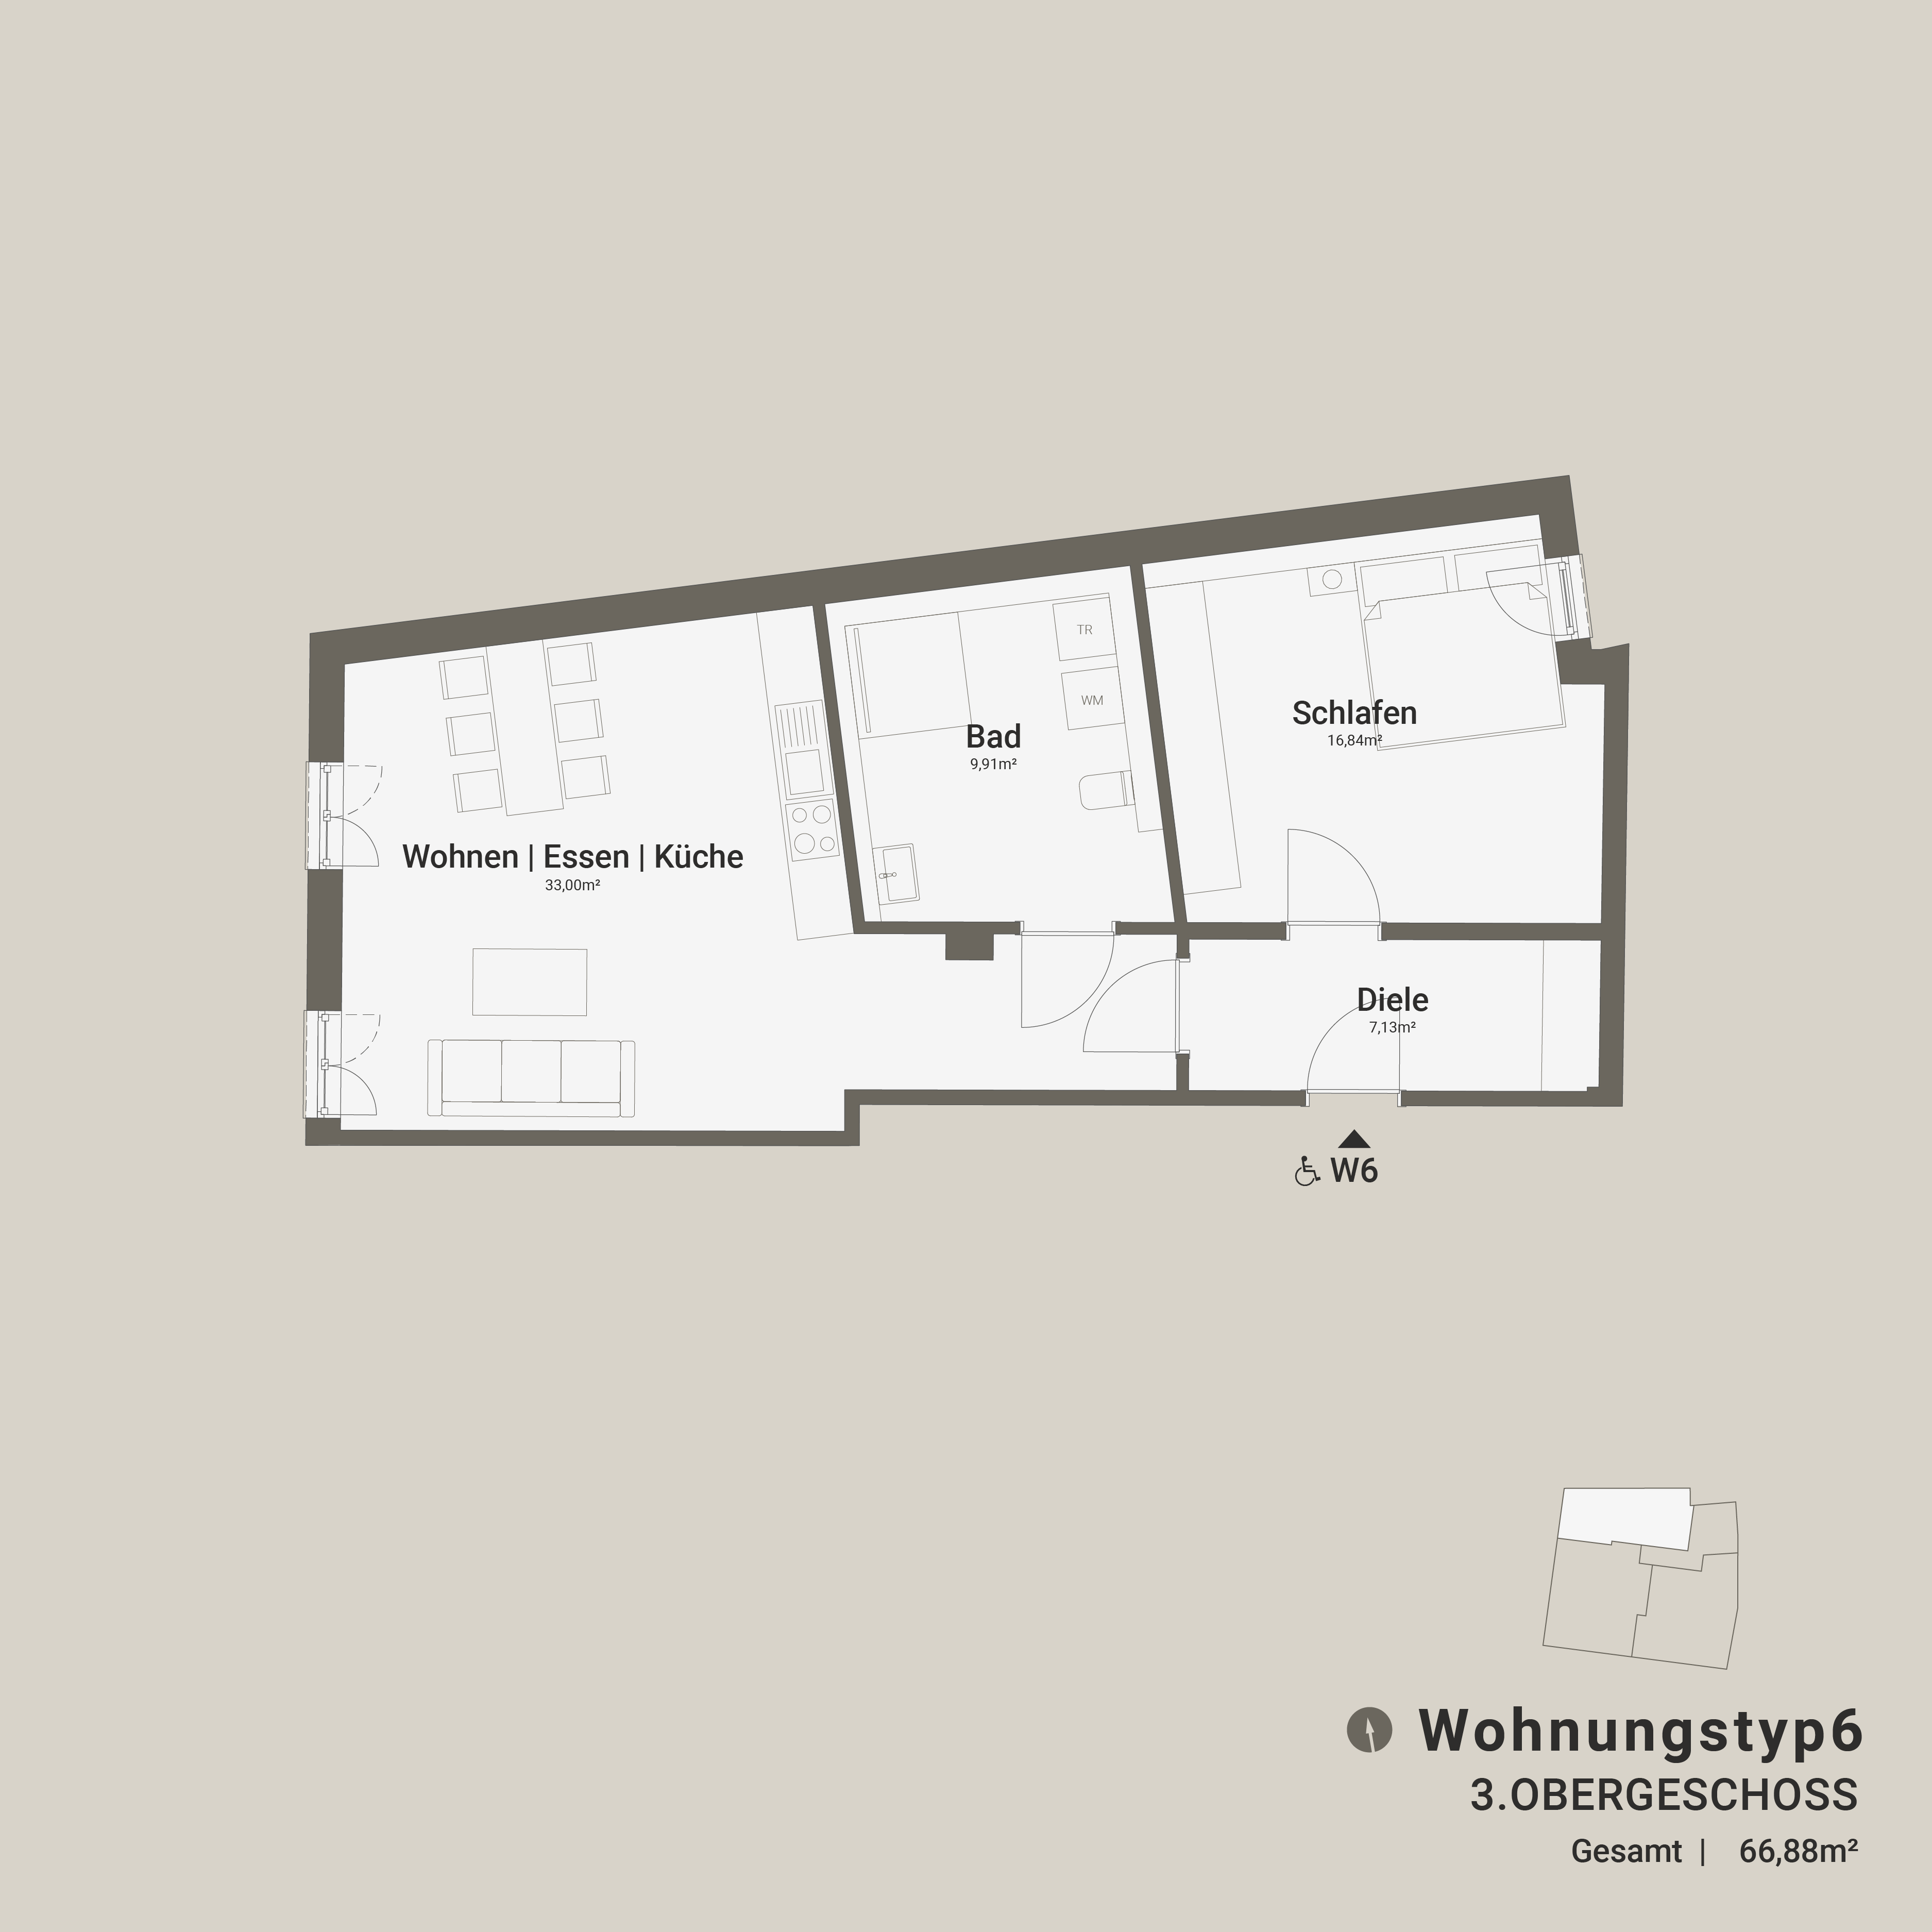 TR
WM
Schlafen
16,84m²
Bad
9,91m²
Wohnen | Essen | Küche
33,00m²
Diele
7,13m²
W6
Wohnungstyp6
3.OBERGESCHOSS
Gesamt | 66,88m²